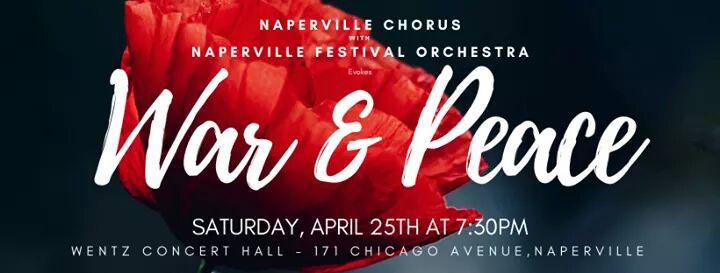 NAPERVILLE CHORUS
WITH
NAPERVILLE FESTIVAL ORCHESTRA
Evokes
War & Peace
SATURDAY, APRIL 25TH AT 7:30PM
WENTZ CONCERT HALL - 171 CHICAGO AVENUE,NAPERVILLE